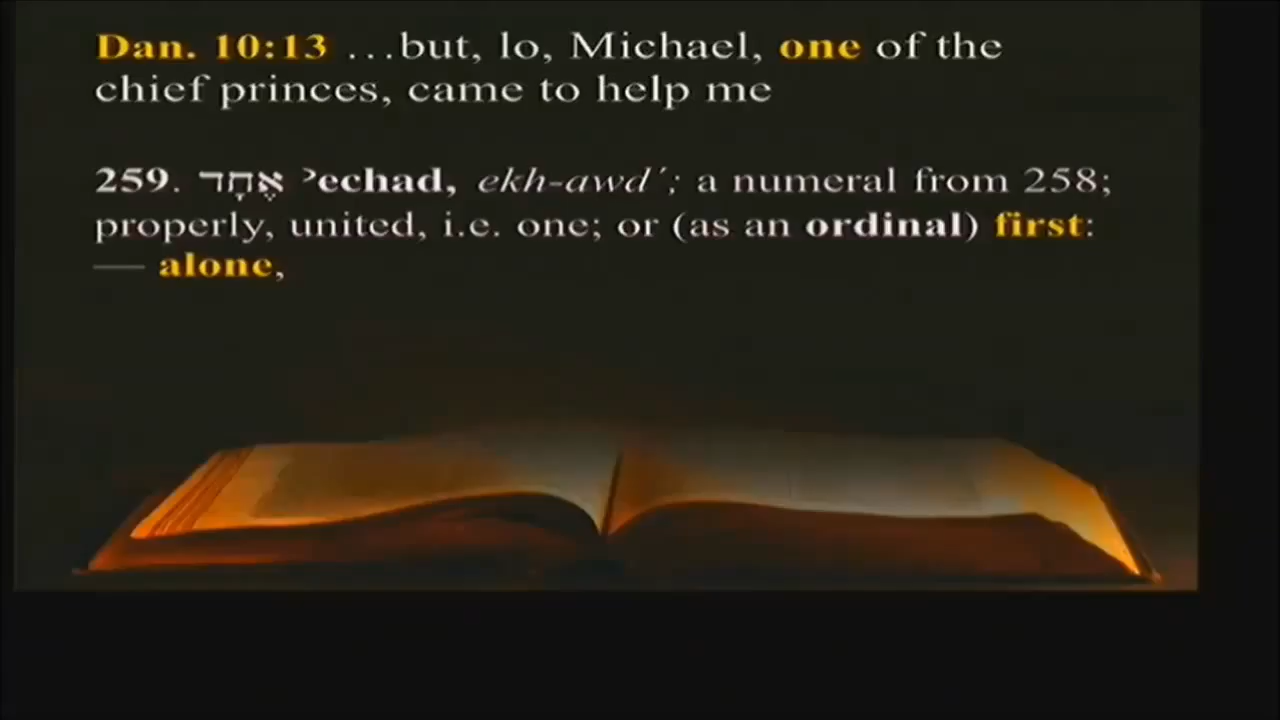 Dan. 10:13 …but, lo, Michael, one of the
chief princes, came to help me
259. אֶחָד ʾechad, ekh-awd´; a numeral from 258;
properly, united, i.e. one; or (as an ordinal) first:
— alone,